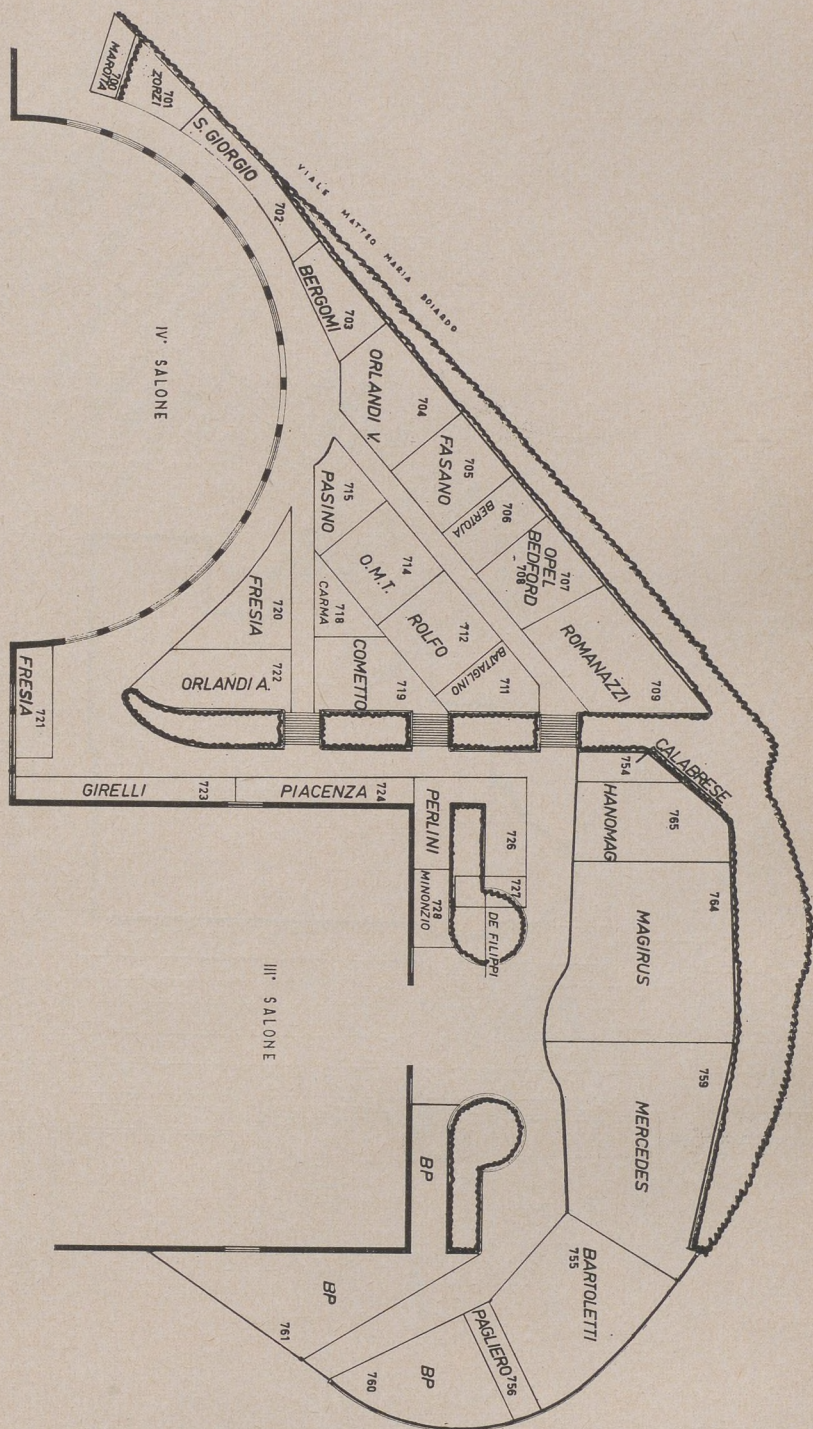 700
MAROTTA
701
ZORZI
S. GIORGIO
702
VIALE MATTEO MARIA BOIARDO
703
BERGOMI
704
ORLANDI V.
705
FASANO
706
BERTOJA
707
OPEL
BEDFORD
- 708
709
ROMANAZZI
IV° SALONE
715
PASINO
714
O.M.T.
712
ROLFO
711
BATTAGLINO
718
CARMA
719
COMETTO
720
FRESIA
722
ORLANDI A.
721
FRESIA
GIRELLI
723
PIACENZA
724
PERLINI
726
727
728
MINONZIO
DE FILIPPI
CALABRESE
754
765
HANOMAG
764
MAGIRUS
759
MERCEDES
III° SALONE
BP
BARTOLETTI
755
PAGLIERO 756
BP
760
BP
761